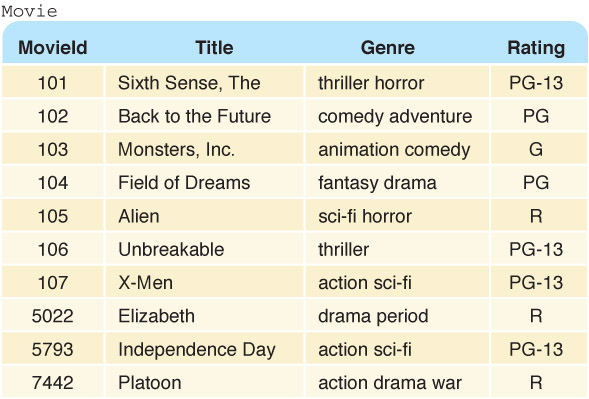 Movie
MovieId Title Genre Rating
101 Sixth Sense, The thriller horror PG-13
102 Back to the Future comedy adventure PG
103 Monsters, Inc. animation comedy G
104 Field of Dreams fantasy drama PG
105 Alien sci-fi horror R
106 Unbreakable thriller PG-13
107 X-Men action sci-fi PG-13
5022 Elizabeth drama period R
5793 Independence Day action sci-fi PG-13
7442 Platoon action drama war R